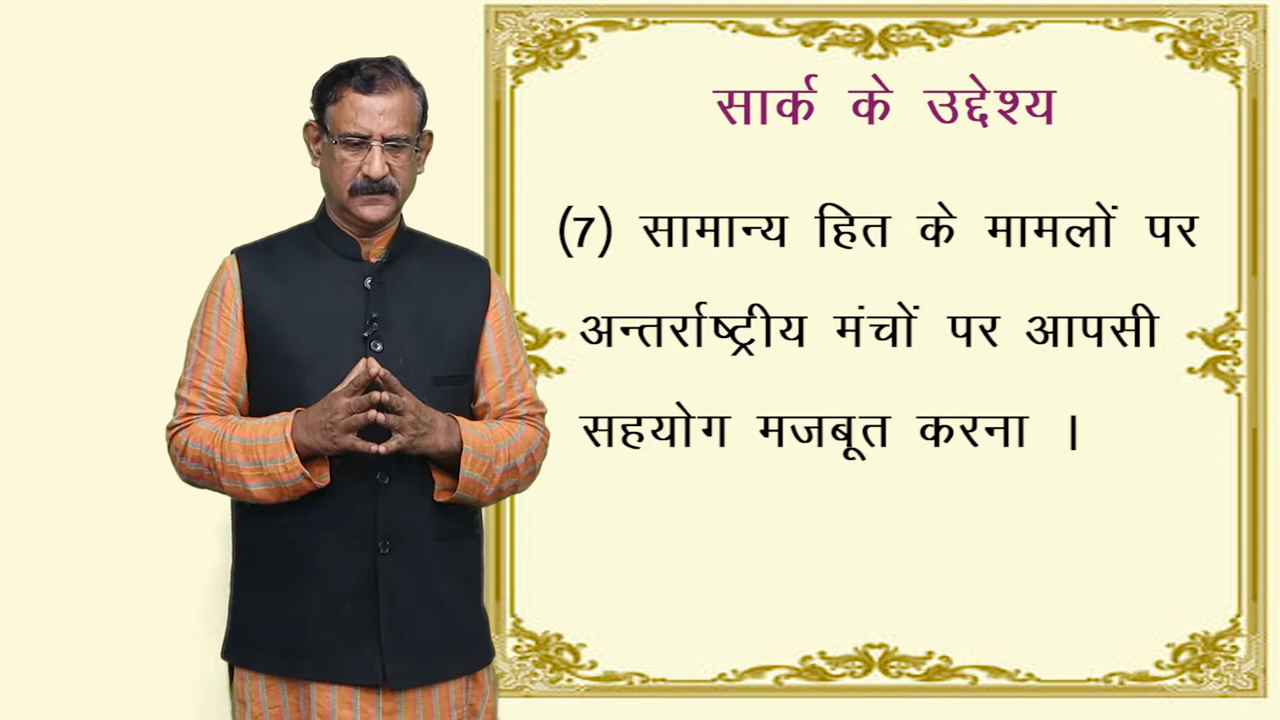 सार्क के उद्देश्य
(7) सामान्य हित के मामलों पर
अन्तर्राष्ट्रीय मंचों पर आपसी
सहयोग मजबूत करना ।